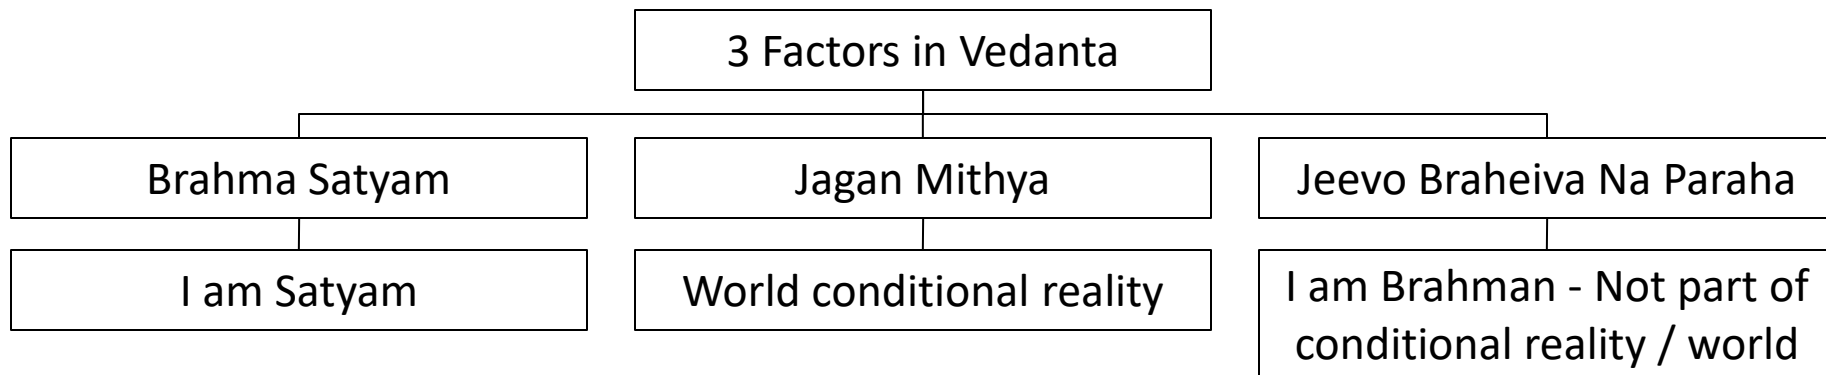 3 Factors in Vedanta
Brahma Satyam
Jagan Mithya
Jeevo Braheiva Na Paraha
I am Satyam
World conditional reality
I am Brahman - Not part of
conditional reality / world